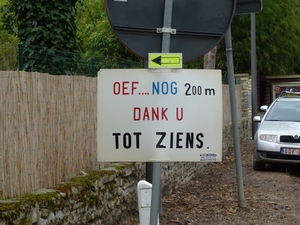 OEF.... NOG 200 m
DANK U
TOT ZIENS.